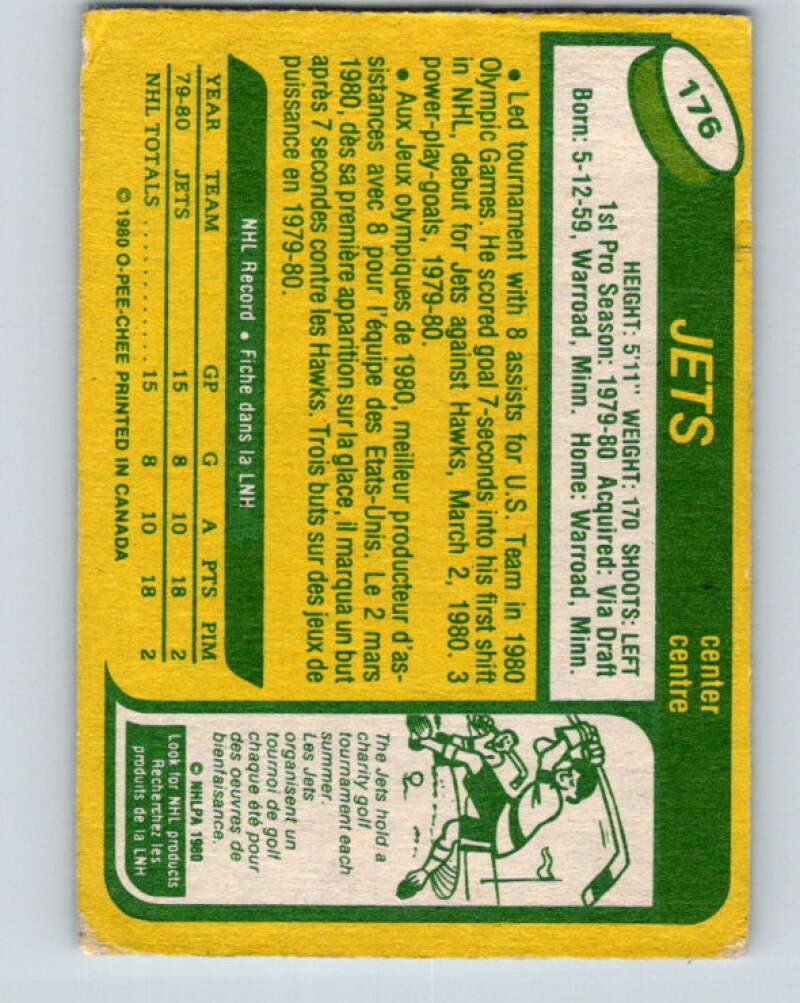 176
JETS
center
centre
HEIGHT: 5'11" WEIGHT: 170 SHOOTS: LEFT
1st Pro Season: 1979-80 Acquired: Via Draft
Born: 5-12-59, Warroad, Minn. Home: Warroad, Minn.
• Led tournament with 8 assists for U.S. Team in 1980
Olympic Games. He scored goal 7-seconds into his first shift
in NHL, debut for Jets against Hawks, March 2, 1980. 3
power-play-goals, 1979-80.
• Aux Jeux olympiques de 1980, meilleur producteur d'as-
sistances avec 8 pour l'équipe des Etats-Unis. Le 2 mars
1980, dès sa première apparition sur la glace, il marqua un but
après 7 secondes contre les Hawks. Trois buts sur des jeux de
puissance en 1979-80.
NHL Record • Fiche dans la LNH
YEAR TEAM GP G A PTS PIM
79-80 JETS 15 8 10 18 2
NHL TOTALS ........... 15 8 10 18 2
© 1980 O-PEE-CHEE PRINTED IN CANADA
The Jets hold a
charity golf
tournament each
summer.
Les Jets
organisent un
tournoi de golf
chaque été pour
des oeuvres de
bienfaisance.
© NHLPA 1980
Look for NHL products
Recherchez les
produits de la LNH